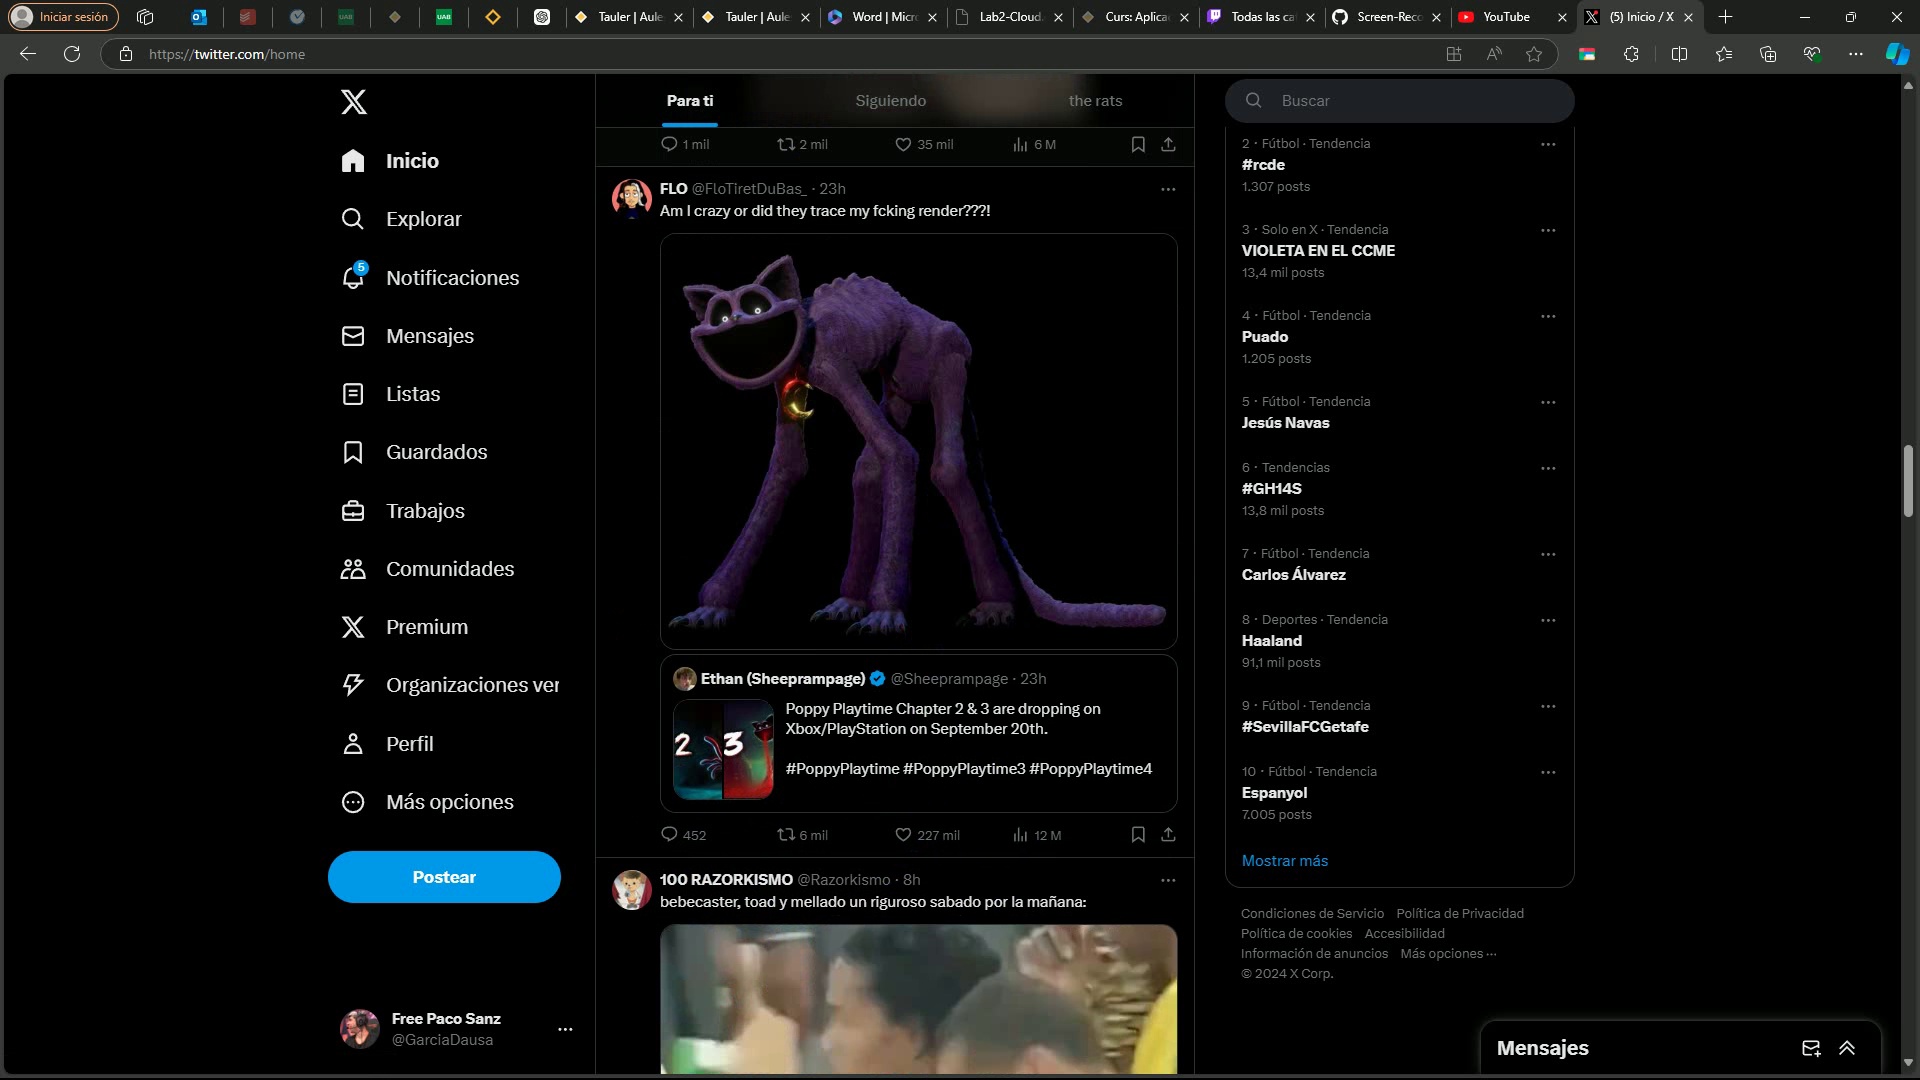 Iniciar sesión
UAB
UAB
Tauler | Aule
Tauler | Aule
Word | Micr
Lab2-Cloud
Curs: Aplica
Todas las ca
Screen-Reco
YouTube
(5) Inicio / X
https://twitter.com/home
Inicio
Explorar
5
Notificaciones
Mensajes
Listas
Guardados
Trabajos
Comunidades
Premium
Organizaciones ver
Perfil
Más opciones
Postear
Free Paco Sanz
@GarciaDausa
Para ti
Siguiendo
the rats
1 mil
2 mil
35 mil
6 M
FLO @FloTiretDuBas_ · 23h
Am I crazy or did they trace my fcking render???!
Ethan (Sheeprampage) @Sheeprampage · 23h
2 3
Poppy Playtime Chapter 2 & 3 are dropping on
Xbox/PlayStation on September 20th.
#PoppyPlaytime #PoppyPlaytime3 #PoppyPlaytime4
452
6 mil
227 mil
12 M
100 RAZORKISMO @Razorkismo · 8h
bebecaster, toad y mellado un riguroso sabado por la mañana:
Buscar
2 · Fútbol · Tendencia
#rcde
1.307 posts
3 · Solo en X · Tendencia
VIOLETA EN EL CCME
13,4 mil posts
4 · Fútbol · Tendencia
Puado
1.205 posts
5 · Fútbol · Tendencia
Jesús Navas
6 · Tendencias
#GH14S
13,8 mil posts
7 · Fútbol · Tendencia
Carlos Álvarez
8 · Deportes · Tendencia
Haaland
91,1 mil posts
9 · Fútbol · Tendencia
#SevillaFCGetafe
10 · Fútbol · Tendencia
Espanyol
7.005 posts
Mostrar más
Condiciones de Servicio Política de Privacidad
Política de cookies Accesibilidad
Información de anuncios Más opciones ···
© 2024 X Corp.
Mensajes